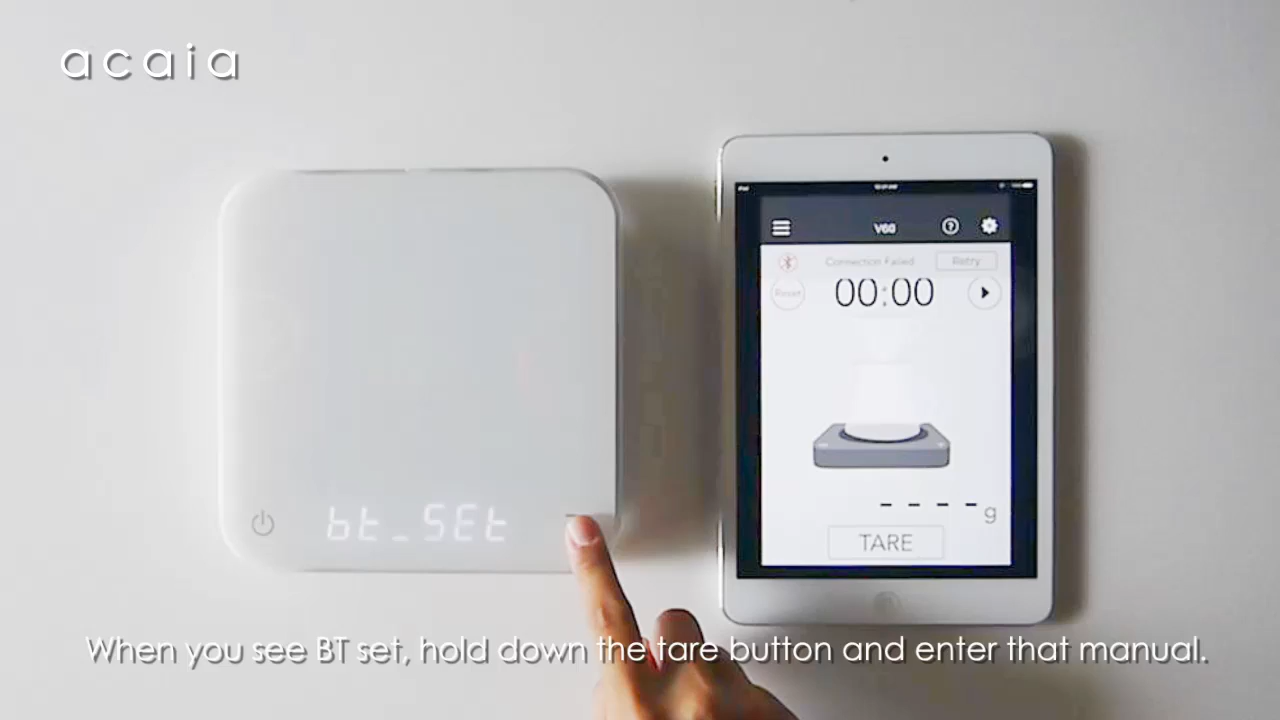 acaia
iPad
V60
Connection Failed
Retry
Reset
00:00
g
TARE
bt_SEt
When you see BT set, hold down the tare button and enter that manual.